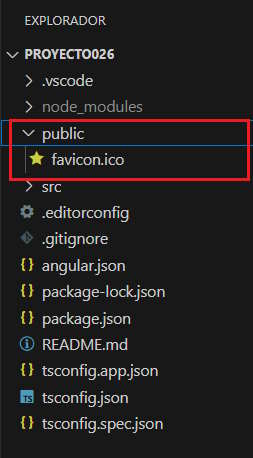 EXPLORADOR
PROYECTO026
.vscode
node_modules
public
favicon.ico
src
.editorconfig
.gitignore
{} angular.json
{} package-lock.json
{} package.json
README.md
{} tsconfig.app.json
TS tsconfig.json
{} tsconfig.spec.json